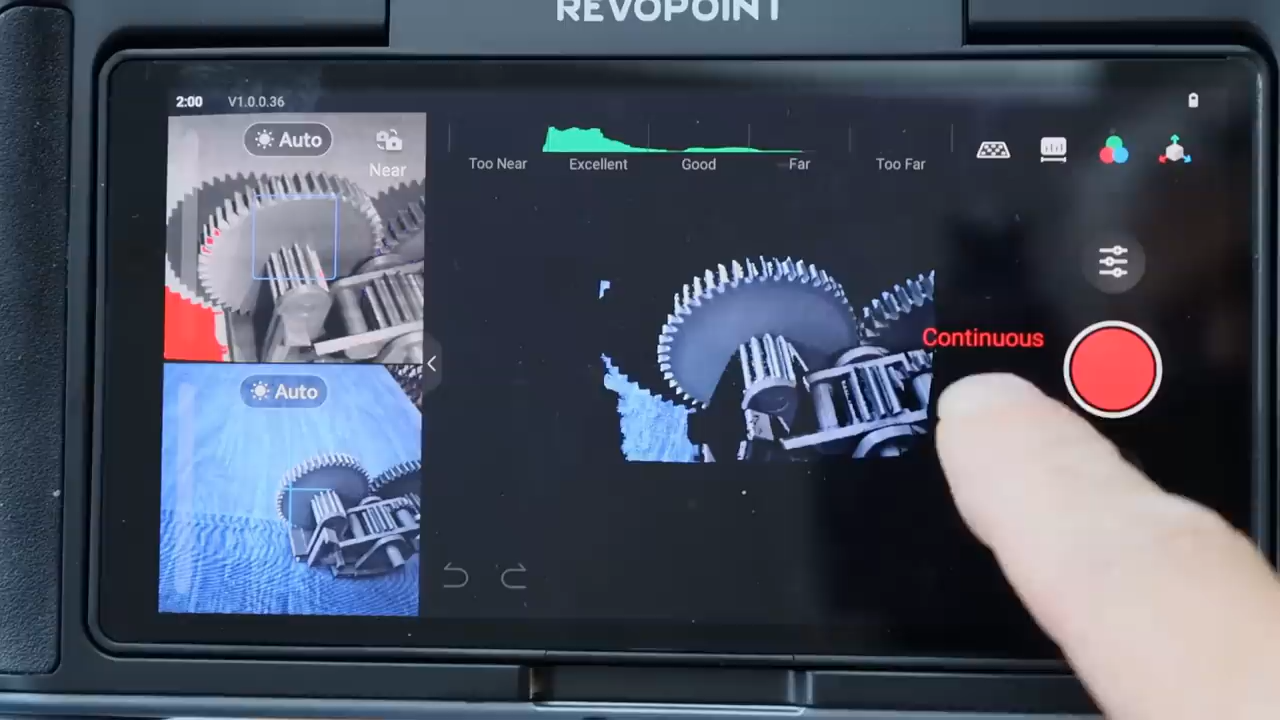 REVOPOINT
2:00 V1.0.0.36
Auto
Near
Too Near Excellent Good Far Too Far
Continuous
Auto